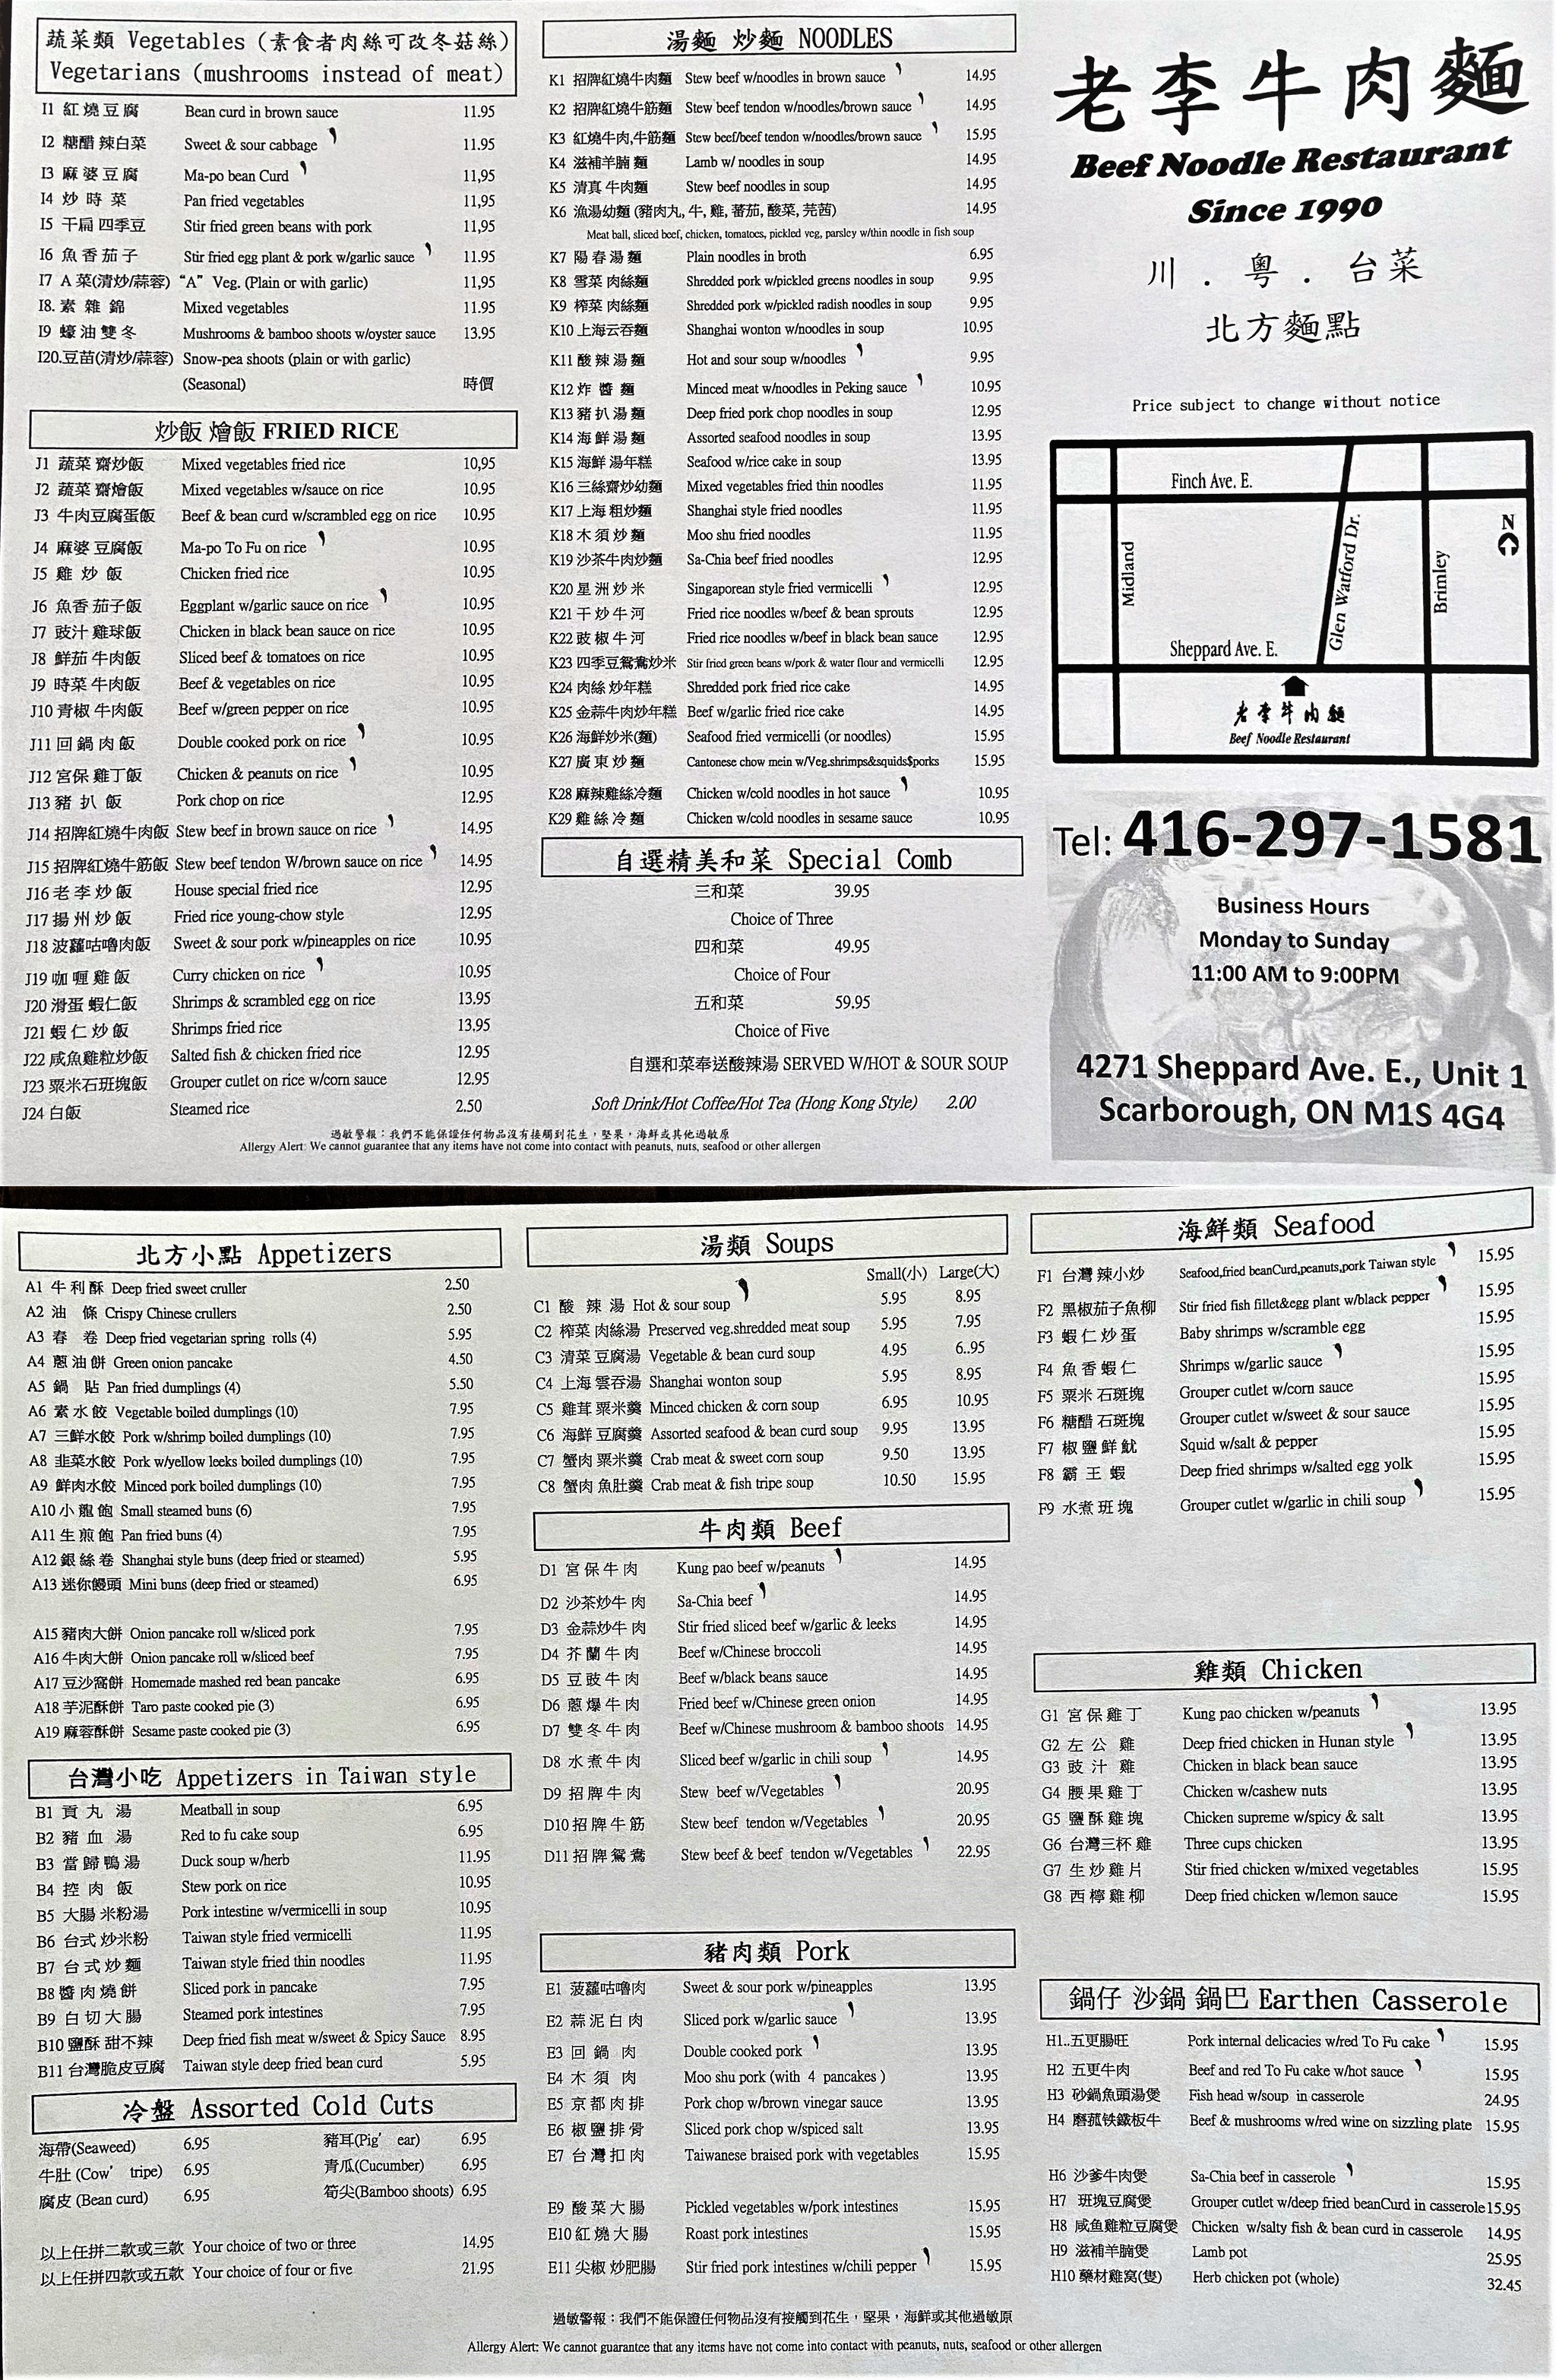 蔬菜類 Vegetables (素食者肉絲可改冬菇絲)
Vegetarians (mushrooms instead of meat)
I1 紅燒豆腐 Bean curd in brown sauce 11.95
I2 糖醋 辣白菜 Sweet & sour cabbage 11.95
I3 麻婆豆腐 Ma-po bean Curd 11,95
I4 炒時菜 Pan fried vegetables 11,95
I5 干扁 四季豆 Stir fried green beans with pork 11,95
I6 魚香茄子 Stir fried egg plant & pork w/garlic sauce 11.95
I7 A 菜(清炒/蒜蓉) "A" Veg. (Plain or with garlic) 11,95
I8. 素雜錦 Mixed vegetables 11.95
I9 蠔油雙冬 Mushrooms & bamboo shoots w/oyster sauce 13.95
I20.豆苗(清炒/蒜蓉) Snow-pea shoots (plain or with garlic)
(Seasonal) 時價
炒飯 燴飯 FRIED RICE
J1 蔬菜 齋炒飯 Mixed vegetables fried rice 10,95
J2 蔬菜 齋燴飯 Mixed vegetables w/sauce on rice 10.95
J3 牛肉豆腐蛋飯 Beef & bean curd w/scrambled egg on rice 10.95
J4 麻婆 豆腐飯 Ma-po To Fu on rice 10.95
J5 雞炒飯 Chicken fried rice 10.95
J6 魚香 茄子飯 Eggplant w/garlic sauce on rice 10.95
J7 豉汁 雞球飯 Chicken in black bean sauce on rice 10.95
J8 鮮茄 牛肉飯 Sliced beef & tomatoes on rice 10.95
J9 時菜 牛肉飯 Beef & vegetables on rice 10.95
J10 青椒 牛肉飯 Beef w/green pepper on rice 10.95
J11 回鍋肉飯 Double cooked pork on rice 10.95
J12 宮保 雞丁飯 Chicken & peanuts on rice 10.95
J13 豬扒飯 Pork chop on rice 12.95
J14 招牌紅燒牛肉飯 Stew beef in brown sauce on rice 14.95
J15 招牌紅燒牛筋飯 Stew beef tendon W/brown sauce on rice 14.95
J16 老李炒飯 House special fried rice 12.95
J17 揚州炒飯 Fried rice young-chow style 12.95
J18 波蘿咕嚕肉飯 Sweet & sour pork w/pineapples on rice 10.95
J19 咖喱雞飯 Curry chicken on rice 10.95
J20 滑蛋 蝦仁飯 Shrimps & scrambled egg on rice 13.95
J21 蝦仁炒飯 Shrimps fried rice 13.95
J22 咸魚雞粒炒飯 Salted fish & chicken fried rice 12.95
J23 粟米石班塊飯 Grouper cutlet on rice w/corn sauce 12.95
J24 白飯 Steamed rice 2.50
湯麵 炒麵 NOODLES
K1 招牌紅燒牛肉麵 Stew beef w/noodles in brown sauce 14.95
K2 招牌紅燒牛筋麵 Stew beef tendon w/noodles/brown sauce 14.95
K3 紅燒牛肉,牛筋麵 Stew beef/beef tendon w/noodles/brown sauce 15.95
K4 滋補羊腩 麵 Lamb w/ noodles in soup 14.95
K5 清真 牛肉麵 Stew beef noodles in soup 14.95
K6 漁湯幼麵 (豬肉丸, 牛, 雞, 蕃茄, 酸菜, 芫茜) 14.95
Meat ball, sliced beef, chicken, tomatoes, pickled veg, parsley w/thin noodle in fish soup
K7 陽春湯麵 Plain noodles in broth 6.95
K8 雪菜 肉絲麵 Shredded pork w/pickled greens noodles in soup 9.95
K9 榨菜 肉絲麵 Shredded pork w/pickled radish noodles in soup 9.95
K10 上海云吞麵 Shanghai wonton w/noodles in soup 10.95
K11 酸辣湯麵 Hot and sour soup w/noodles 9.95
K12 炸醬麵 Minced meat w/noodles in Peking sauce 10.95
K13 豬扒湯麵 Deep fried pork chop noodles in soup 12.95
K14 海鮮湯麵 Assorted seafood noodles in soup 13.95
K15 海鮮 湯年糕 Seafood w/rice cake in soup 13.95
K16 三絲齋炒幼麵 Mixed vegetables fried thin noodles 11.95
K17 上海 粗炒麵 Shanghai style fried noodles 11.95
K18 木須炒麵 Moo shu fried noodles 11.95
K19 沙茶牛肉炒麵 Sa-Chia beef fried noodles 12.95
K20 星洲炒米 Singaporean style fried vermicelli 12.95
K21 干炒牛河 Fried rice noodles w/beef & bean sprouts 12.95
K22 豉椒牛河 Fried rice noodles w/beef in black bean sauce 12.95
K23 四季豆鴛鴦炒米 Stir fried green beans w/pork & water flour and vermicelli 12.95
K24 肉絲 炒年糕 Shredded pork fried rice cake 14.95
K25 金蒜牛肉炒年糕 Beef w/garlic fried rice cake 14.95
K26 海鮮炒米(麵) Seafood fried vermicelli (or noodles) 15.95
K27 廣東炒麵 Cantonese chow mein w/Veg.shrimps&squids$porks 15.95
K28 麻辣雞絲冷麵 Chicken w/cold noodles in hot sauce 10.95
K29 雞絲冷麵 Chicken w/cold noodles in sesame sauce 10.95
自選精美和菜 Special Comb
三和菜 39.95
Choice of Three
四和菜 49.95
Choice of Four
五和菜 59.95
Choice of Five
自選和菜奉送酸辣湯 SERVED W/HOT & SOUR SOUP
Soft Drink/Hot Coffee/Hot Tea (Hong Kong Style) 2.00
過敏警報：我們不能保證任何物品沒有接觸到花生，堅果，海鮮或其他過敏原
Allergy Alert: We cannot guarantee that any items have not come into contact with peanuts, nuts, seafood or other allergen
老李牛肉麵
Beef Noodle Restaurant
Since 1990
川 . 粵 . 台菜
北方麵點
Price subject to change without notice
Finch Ave. E.
Midland
Glen Watford Dr.
Brimley
N
Sheppard Ave. E.
老李牛肉麵
Beef Noodle Restaurant
Tel: 416-297-1581
Business Hours
Monday to Sunday
11:00 AM to 9:00PM
4271 Sheppard Ave. E., Unit 1
Scarborough, ON M1S 4G4
北方小點 Appetizers
A1 牛利酥 Deep fried sweet cruller 2.50
A2 油條 Crispy Chinese crullers 2.50
A3 春卷 Deep fried vegetarian spring rolls (4) 5.95
A4 蔥油餅 Green onion pancake 4.50
A5 鍋貼 Pan fried dumplings (4) 5.50
A6 素水餃 Vegetable boiled dumplings (10) 7.95
A7 三鮮水餃 Pork w/shrimp boiled dumplings (10) 7.95
A8 韭菜水餃 Pork w/yellow leeks boiled dumplings (10) 7.95
A9 鮮肉水餃 Minced pork boiled dumplings (10) 7.95
A10 小龍飽 Small steamed buns (6) 7.95
A11 生煎飽 Pan fried buns (4) 7.95
A12 銀絲卷 Shanghai style buns (deep fried or steamed) 5.95
A13 迷你饅頭 Mini buns (deep fried or steamed) 6.95
A15 豬肉大餅 Onion pancake roll w/sliced pork 7.95
A16 牛肉大餅 Onion pancake roll w/sliced beef 7.95
A17 豆沙窩餅 Homemade mashed red bean pancake 6.95
A18 芋泥酥餅 Taro paste cooked pie (3) 6.95
A19 麻蓉酥餅 Sesame paste cooked pie (3) 6.95
台灣小吃 Appetizers in Taiwan style
B1 貢丸湯 Meatball in soup 6.95
B2 豬血湯 Red to fu cake soup 6.95
B3 當歸鴨湯 Duck soup w/herb 11.95
B4 控肉飯 Stew pork on rice 10.95
B5 大腸 米粉湯 Pork intestine w/vermicelli in soup 10.95
B6 台式 炒米粉 Taiwan style fried vermicelli 11.95
B7 台式炒麵 Taiwan style fried thin noodles 11.95
B8 醬肉燒餅 Sliced pork in pancake 7.95
B9 白切大腸 Steamed pork intestines 7.95
B10 鹽酥 甜不辣 Deep fried fish meat w/sweet & Spicy Sauce 8.95
B11 台灣脆皮豆腐 Taiwan style deep fried bean curd 5.95
冷盤 Assorted Cold Cuts
海帶(Seaweed) 6.95 豬耳(Pig' ear) 6.95
牛肚 (Cow' tripe) 6.95 青瓜(Cucumber) 6.95
腐皮 (Bean curd) 6.95 筍尖(Bamboo shoots) 6.95
以上任拼二款或三款 Your choice of two or three 14.95
以上任拼四款或五款 Your choice of four or five 21.95
湯類 Soups
Small(小) Large(大)
C1 酸辣湯 Hot & sour soup 5.95 8.95
C2 榨菜 肉絲湯 Preserved veg.shredded meat soup 5.95 7.95
C3 清菜 豆腐湯 Vegetable & bean curd soup 4.95 6.95
C4 上海 雲吞湯 Shanghai wonton soup 5.95 8.95
C5 雞茸 粟米羹 Minced chicken & corn soup 6.95 10.95
C6 海鮮 豆腐羹 Assorted seafood & bean curd soup 9.95 13.95
C7 蟹肉 粟米羹 Crab meat & sweet corn soup 9.50 13.95
C8 蟹肉 魚肚羹 Crab meat & fish tripe soup 10.50 15.95
牛肉類 Beef
D1 宮保牛肉 Kung pao beef w/peanuts 14.95
D2 沙茶炒牛肉 Sa-Chia beef 14.95
D3 金蒜炒牛肉 Stir fried sliced beef w/garlic & leeks 14.95
D4 芥蘭牛肉 Beef w/Chinese broccoli 14.95
D5 豆豉牛肉 Beef w/black beans sauce 14.95
D6 蔥爆牛肉 Fried beef w/Chinese green onion 14.95
D7 雙冬牛肉 Beef w/Chinese mushroom & bamboo shoots 14.95
D8 水煮牛肉 Sliced beef w/garlic in chili soup 14.95
D9 招牌牛肉 Stew beef w/Vegetables 20.95
D10 招牌牛筋 Stew beef tendon w/Vegetables 20.95
D11 招牌鴛鴦 Stew beef & beef tendon w/Vegetables 22.95
豬肉類 Pork
E1 菠蘿咕嚕肉 Sweet & sour pork w/pineapples 13.95
E2 蒜泥白肉 Sliced pork w/garlic sauce 13.95
E3 回鍋肉 Double cooked pork 13.95
E4 木須肉 Moo shu pork (with 4 pancakes ) 13.95
E5 京都肉排 Pork chop w/brown vinegar sauce 13.95
E6 椒鹽排骨 Sliced pork chop w/spiced salt 13.95
E7 台灣扣肉 Taiwanese braised pork with vegetables 15.95
E9 酸菜大腸 Pickled vegetables w/pork intestines 15.95
E10 紅燒大腸 Roast pork intestines 15.95
E11 尖椒 炒肥腸 Stir fried pork intestines w/chili pepper 15.95
海鮮類 Seafood
F1 台灣 辣小炒 Seafood,fried beanCurd,peanuts,pork Taiwan style 15.95
F2 黑椒茄子魚柳 Stir fried fish fillet&egg plant w/black pepper 15.95
F3 蝦仁炒蛋 Baby shrimps w/scramble egg 15.95
F4 魚香蝦仁 Shrimps w/garlic sauce 15.95
F5 粟米 石斑塊 Grouper cutlet w/corn sauce 15.95
F6 糖醋 石斑塊 Grouper cutlet w/sweet & sour sauce 15.95
F7 椒鹽鮮魷 Squid w/salt & pepper 15.95
F8 霸王蝦 Deep fried shrimps w/salted egg yolk 15.95
F9 水煮班塊 Grouper cutlet w/garlic in chili soup 15.95
雞類 Chicken
G1 宮保雞丁 Kung pao chicken w/peanuts 13.95
G2 左公雞 Deep fried chicken in Hunan style 13.95
G3 豉汁雞 Chicken in black bean sauce 13.95
G4 腰果雞丁 Chicken w/cashew nuts 13.95
G5 鹽酥雞塊 Chicken supreme w/spicy & salt 13.95
G6 台灣三杯雞 Three cups chicken 13.95
G7 生炒雞片 Stir fried chicken w/mixed vegetables 15.95
G8 西檸雞柳 Deep fried chicken w/lemon sauce 15.95
鍋仔 沙鍋 鍋巴 Earthen Casserole
H1..五更腸旺 Pork internal delicacies w/red To Fu cake 15.95
H2 五更牛肉 Beef and red To Fu cake w/hot sauce 15.95
H3 砂鍋魚頭湯煲 Fish head w/soup in casserole 24.95
H4 磨菰铁鐵板牛 Beef & mushrooms w/red wine on sizzling plate 15.95
H6 沙爹牛肉煲 Sa-Chia beef in casserole 15.95
H7 班塊豆腐煲 Grouper cutlet w/deep fried beanCurd in casserole 15.95
H8 咸鱼雞粒豆腐煲 Chicken w/salty fish & bean curd in casserole 14.95
H9 滋補羊腩煲 Lamb pot 25.95
H10 藥材雞窝(隻) Herb chicken pot (whole) 32.45
過敏警報：我們不能保證任何物品沒有接觸到花生，堅果，海鮮或其他過敏原
Allergy Alert: We cannot guarantee that any items have not come into contact with peanuts, nuts, seafood or other allergen